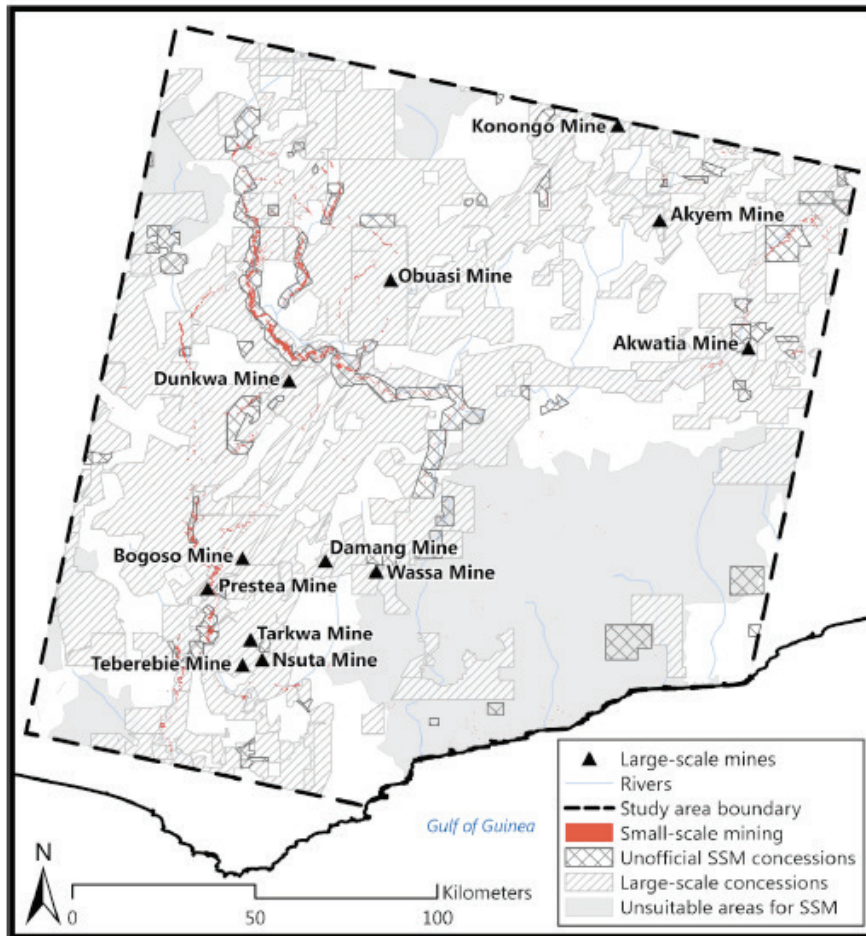 Konongo Mine
Akyem Mine
Obuasi Mine
Akwatia Mine
Dunkwa Mine
Bogoso Mine
Damang Mine
Wassa Mine
Prestea Mine
Tarkwa Mine
Teberebie Mine
Nsuta Mine
Large-scale mines
Rivers
Study area boundary
Small-scale mining
Unofficial SSM concessions
Large-scale concessions
Unsuitable areas for SSM
Gulf of Guinea
N
Kilometers
0 50 100